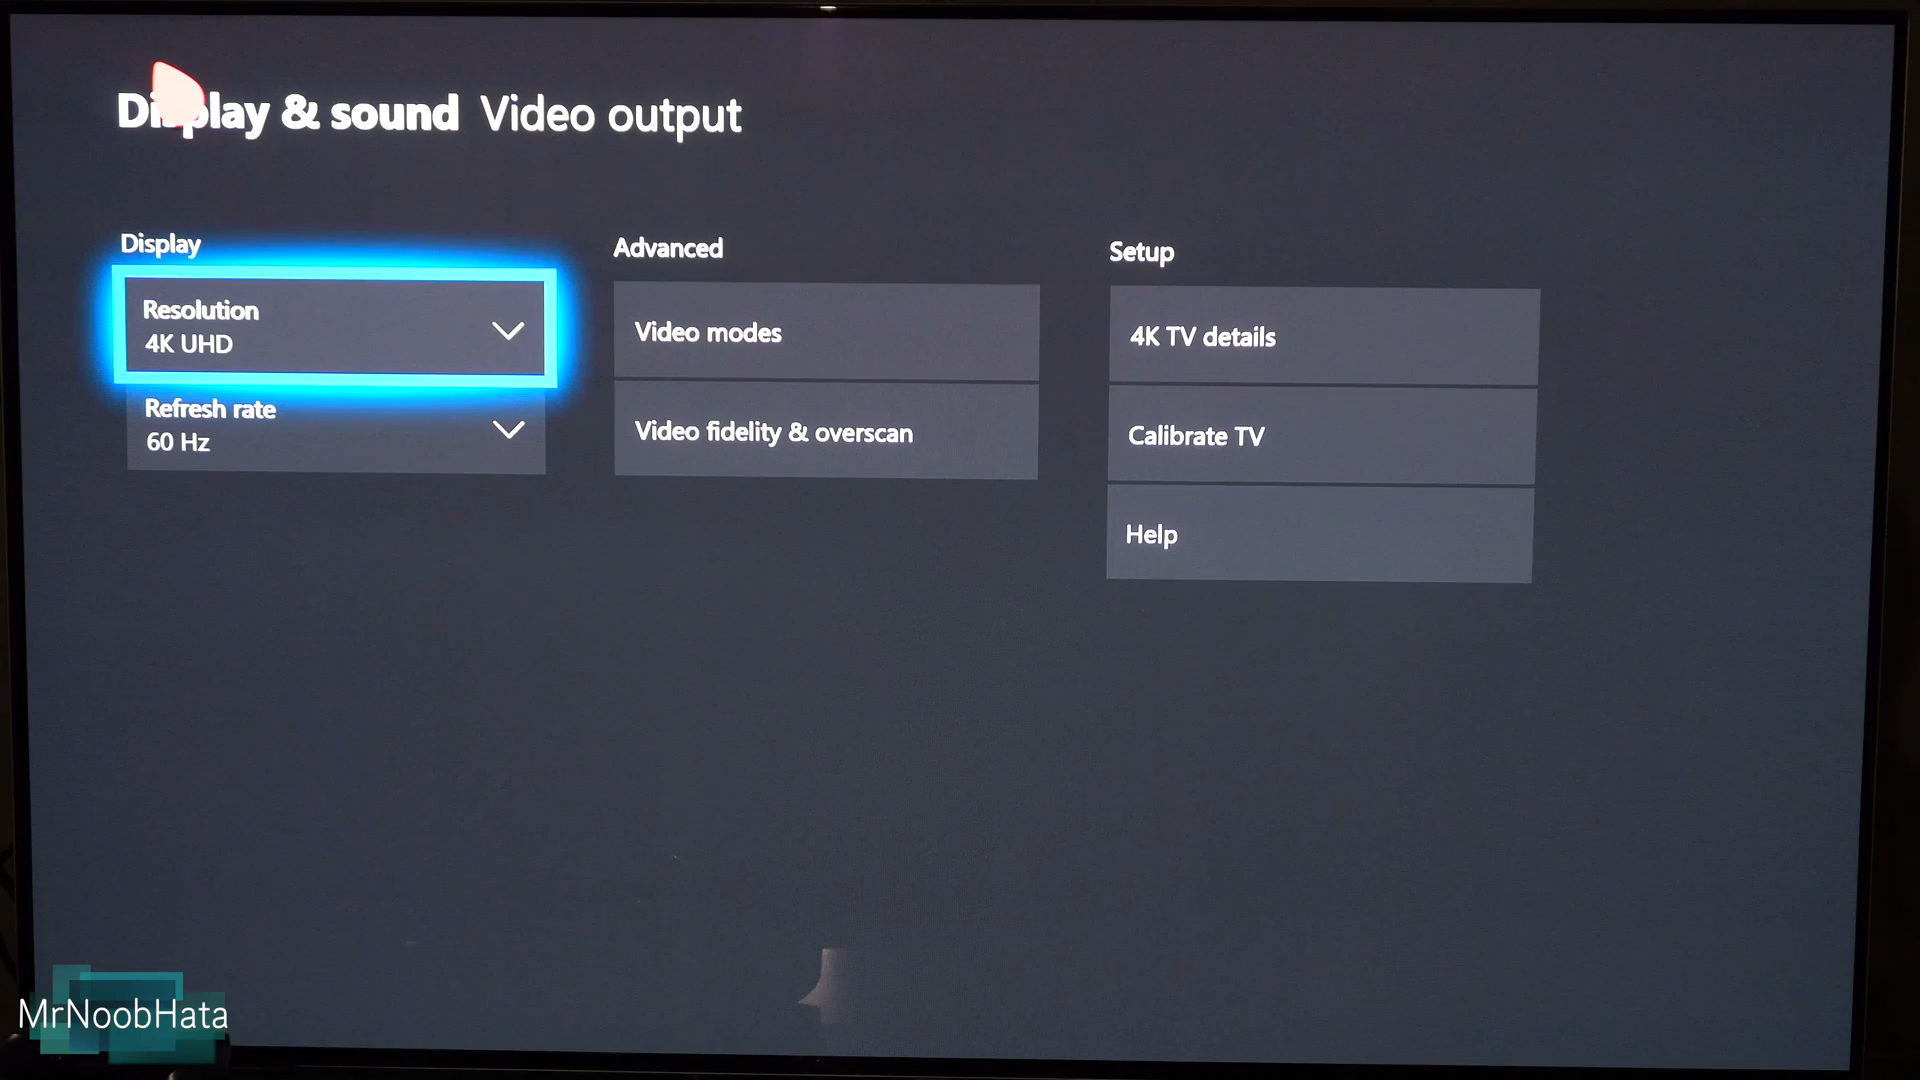 Display & sound Video output
Display
Resolution
4K UHD
Refresh rate
60 Hz
Advanced
Video modes
Video fidelity & overscan
Setup
4K TV details
Calibrate TV
Help
MrNoobHata